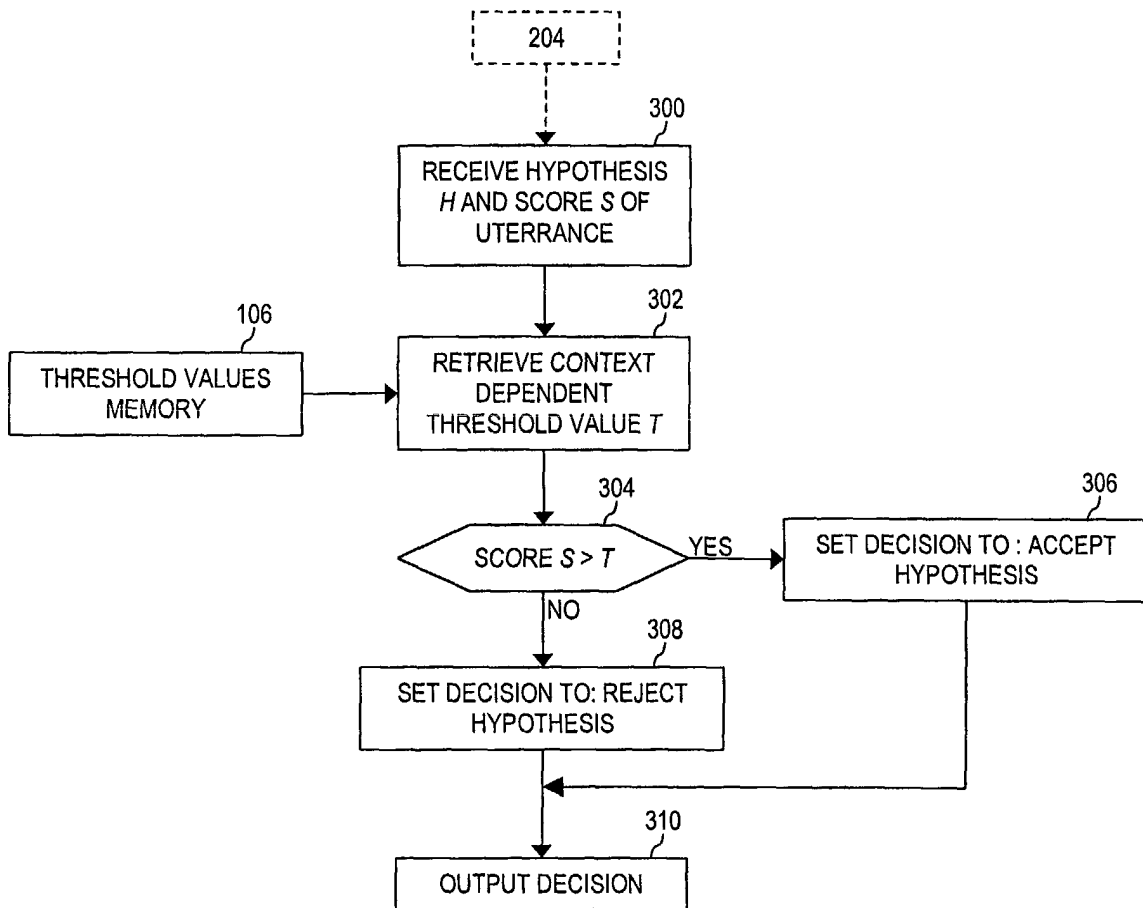 204
300
RECEIVE HYPOTHESIS
H AND SCORE S OF
UTERRANCE
302
RETRIEVE CONTEXT
DEPENDENT
THRESHOLD VALUE T
106
THRESHOLD VALUES
MEMORY
304
SCORE S > T
YES
NO
306
SET DECISION TO : ACCEPT
HYPOTHESIS
308
SET DECISION TO: REJECT
HYPOTHESIS
310
OUTPUT DECISION